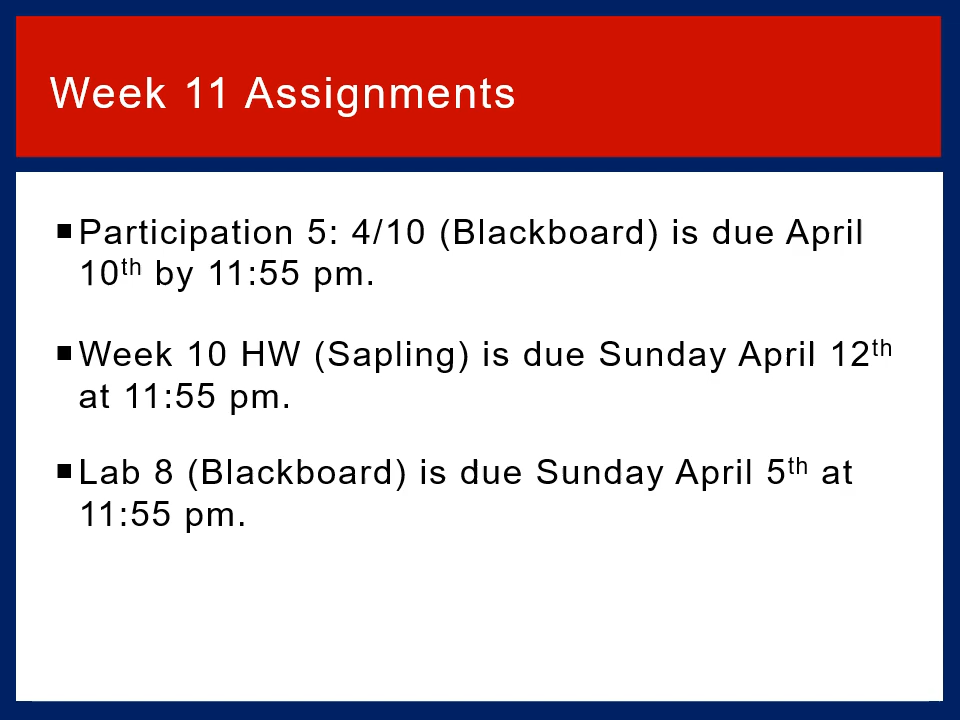 Week 11 Assignments
▪Participation 5: 4/10 (Blackboard) is due April
10th by 11:55 pm.
▪Week 10 HW (Sapling) is due Sunday April 12th
at 11:55 pm.
▪Lab 8 (Blackboard) is due Sunday April 5th at
11:55 pm.